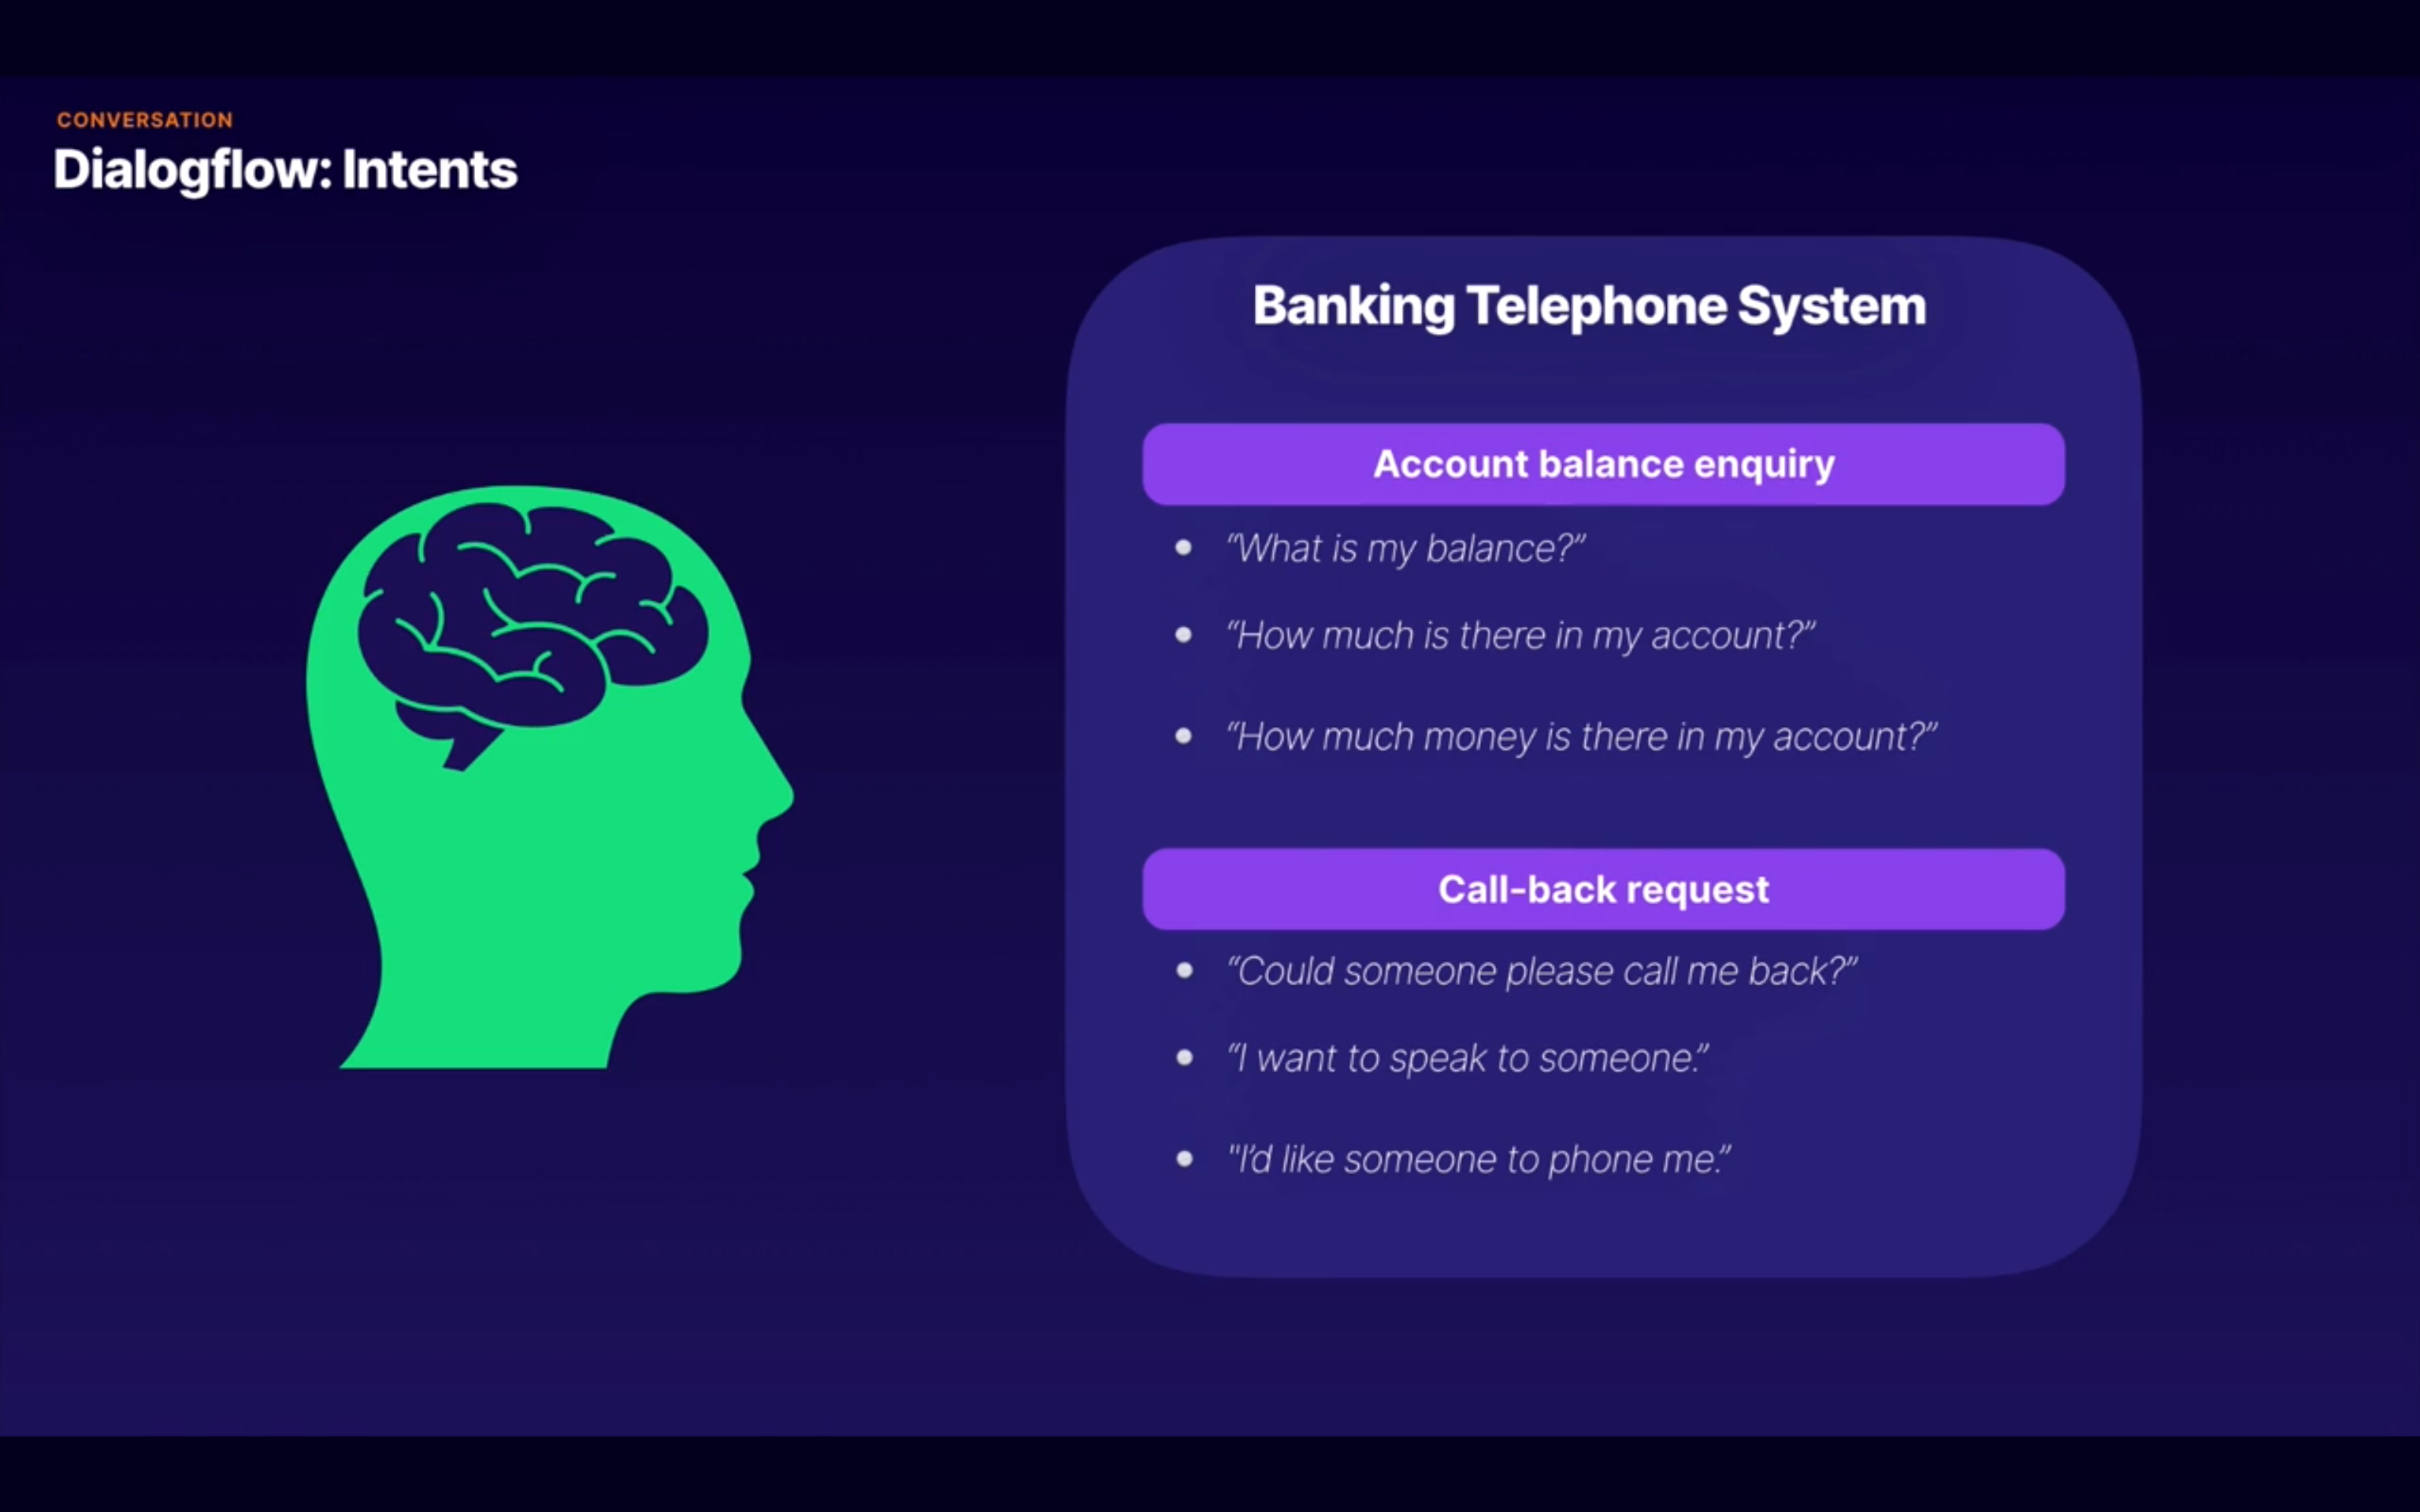 CONVERSATION
Dialogflow: Intents
Banking Telephone System
Account balance enquiry
“What is my balance?”
“How much is there in my account?”
“How much money is there in my account?”
Call-back request
“Could someone please call me back?”
“I want to speak to someone.”
"I’d like someone to phone me.”